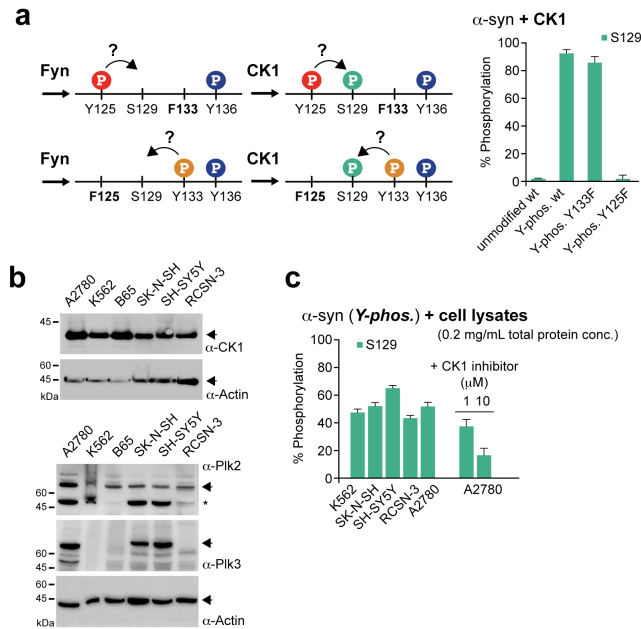 a
Fyn
?
P
P
Y125 S129 F133 Y136
CK1
?
P
P
P
Y125 S129 F133 Y136
Fyn
?
P
P
F125 S129 Y133 Y136
CK1
?
P
P
P
F125 S129 Y133 Y136
α-syn + CK1
S129
% Phosphorylation
100
80
60
40
20
0
unmodified wt
Y-phos. wt
Y-phos. Y133F
Y-phos. Y125F
b
A2780
K562
B65
SK-N-SH
SH-SY5Y
RCSN-3
45
α-CK1
60
45
kDa
α-Actin
A2780
K562
B65
SK-N-SH
SH-SY5Y
RCSN-3
α-Plk2
60
45
*
60
45
α-Plk3
60
45
kDa
α-Actin
c
α-syn (Y-phos.) + cell lysates
(0.2 mg/mL total protein conc.)
S129
+ CK1 inhibitor
(μM)
1 10
% Phosphorylation
100
80
60
40
20
0
K562
SK-N-SH
SH-SY5Y
RCSN-3
A2780
A2780